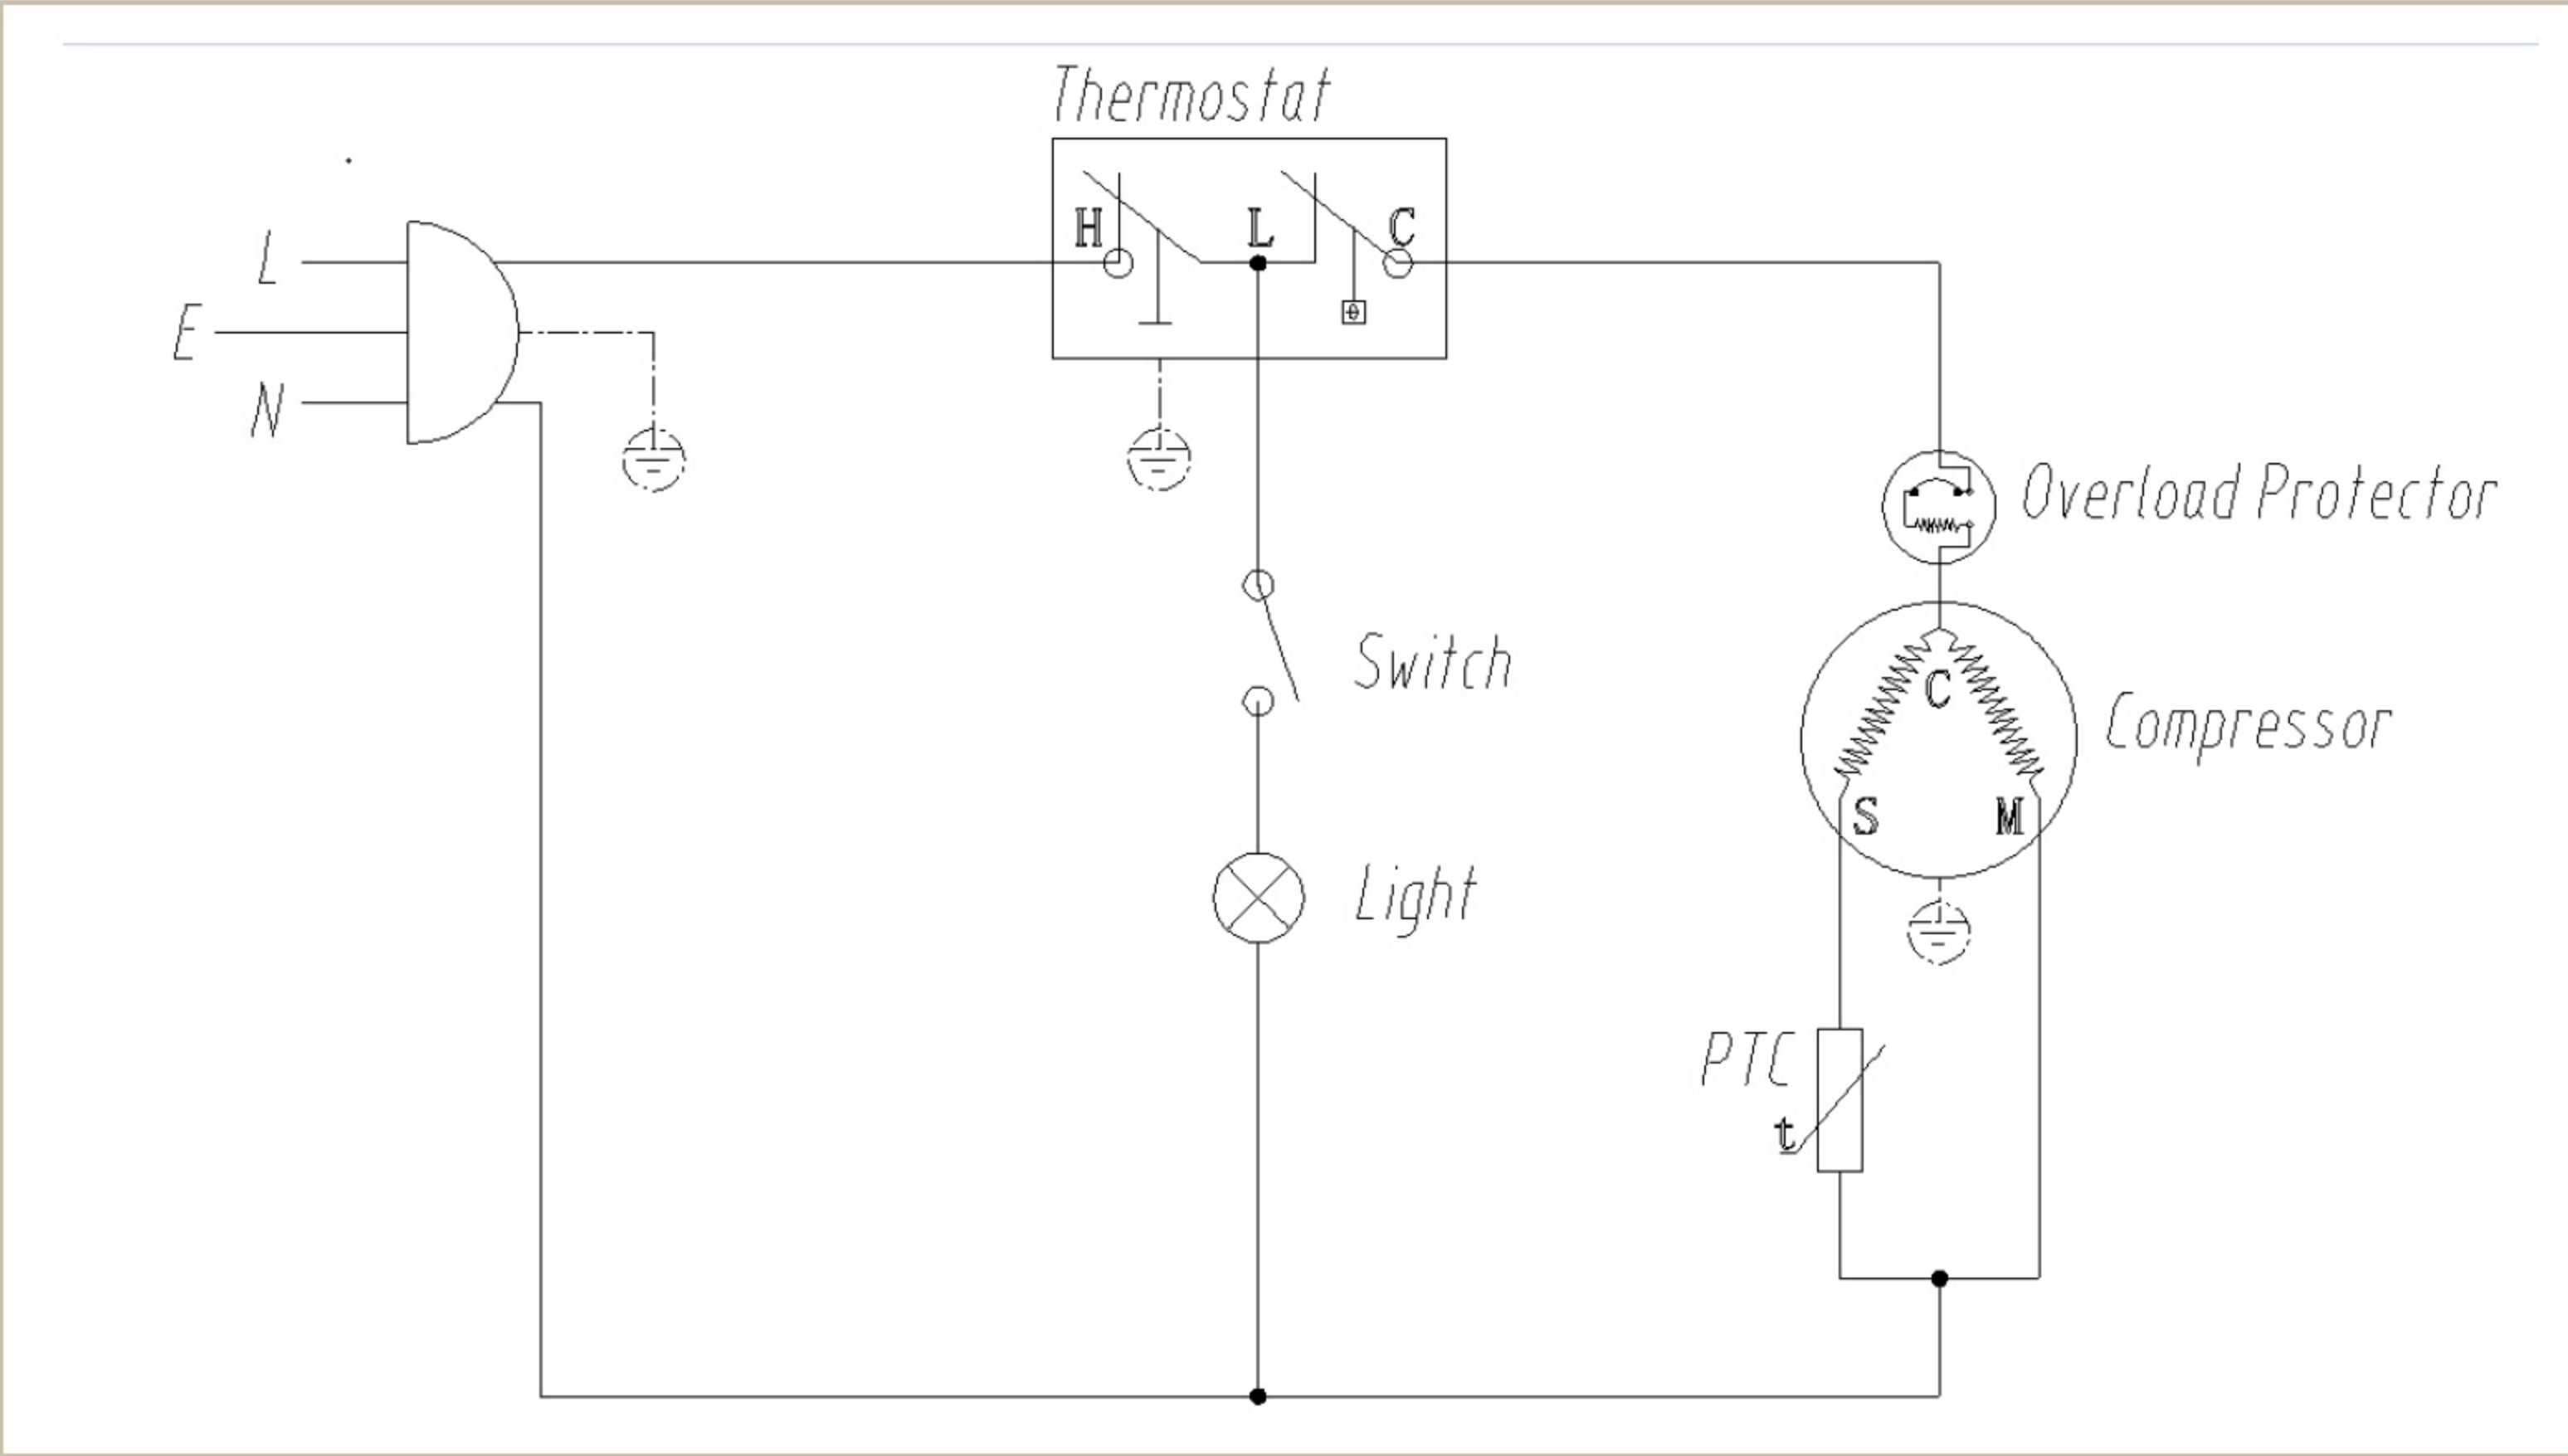 Thermostat
H L C
θ
L
E
N
Overload Protector
Switch
C
Compressor
S M
Light
PTC
t